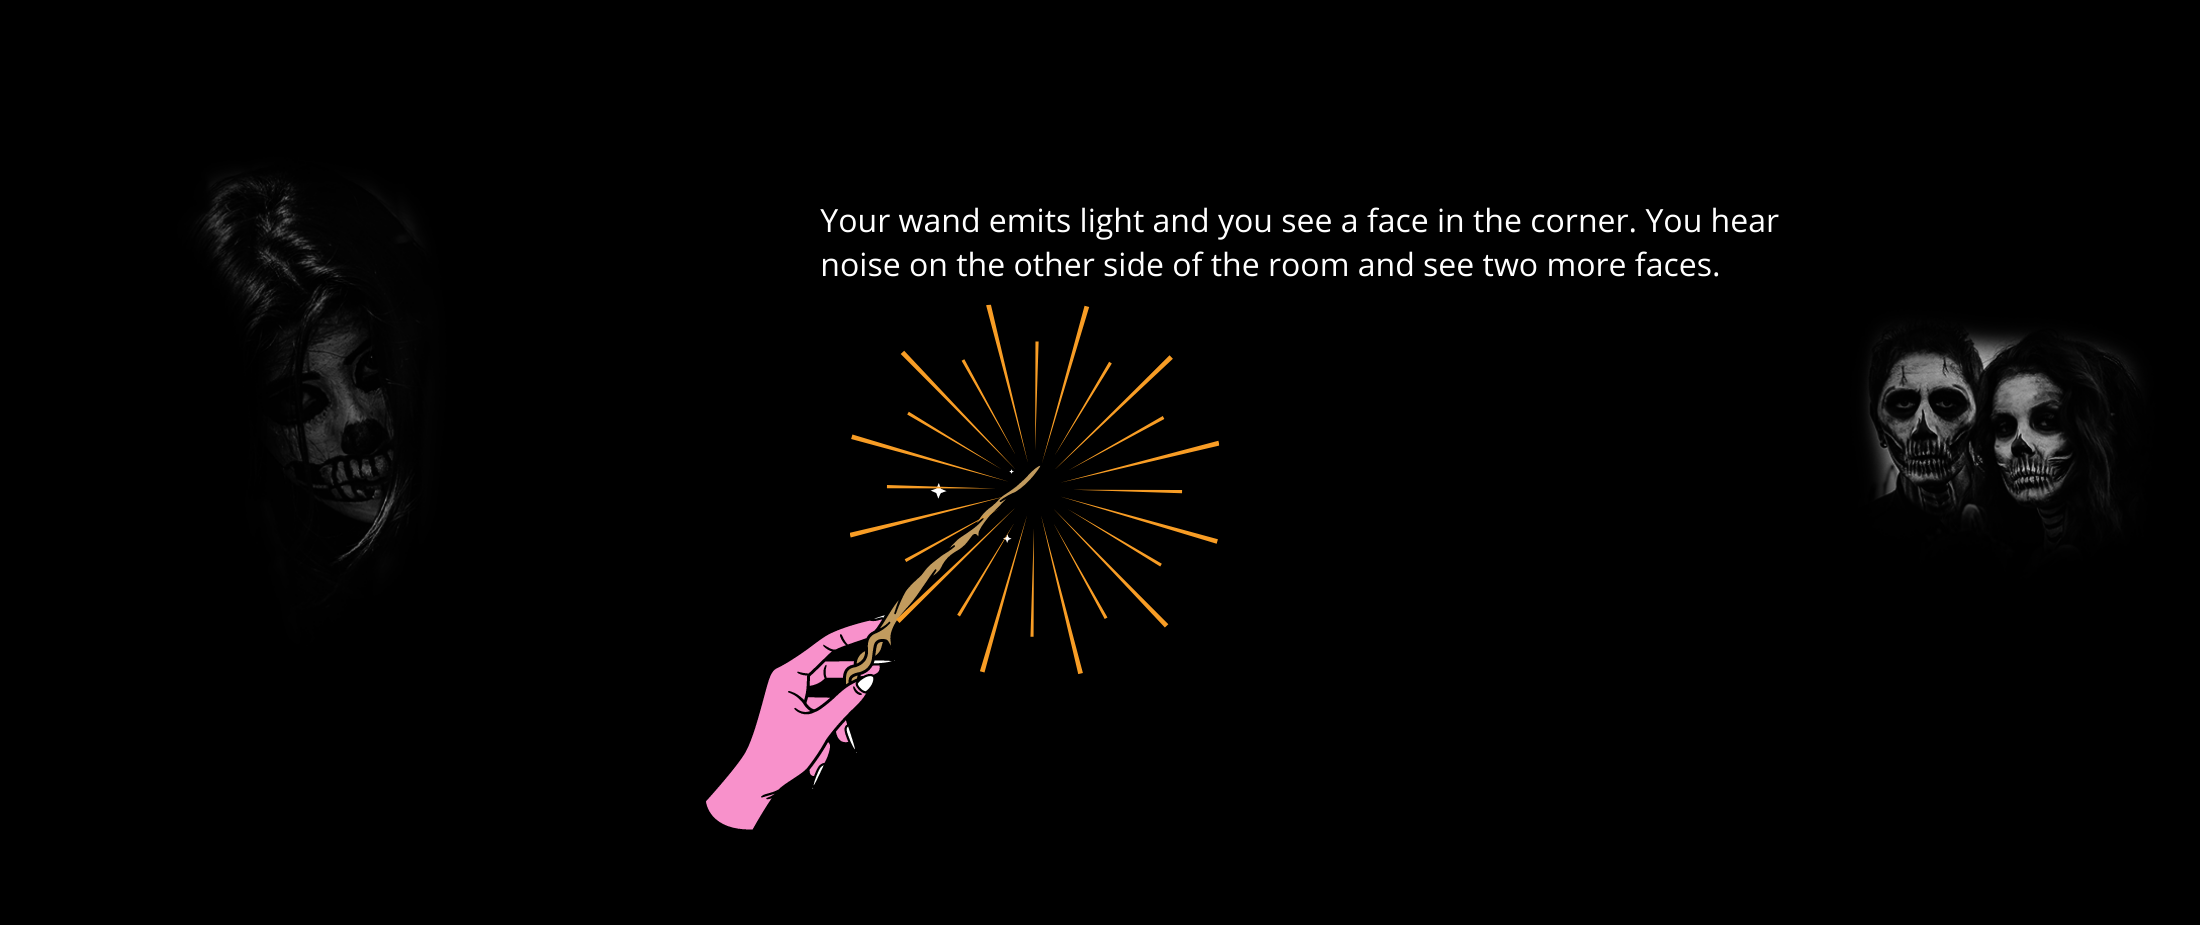 Your wand emits light and you see a face in the corner. You hear
noise on the other side of the room and see two more faces.